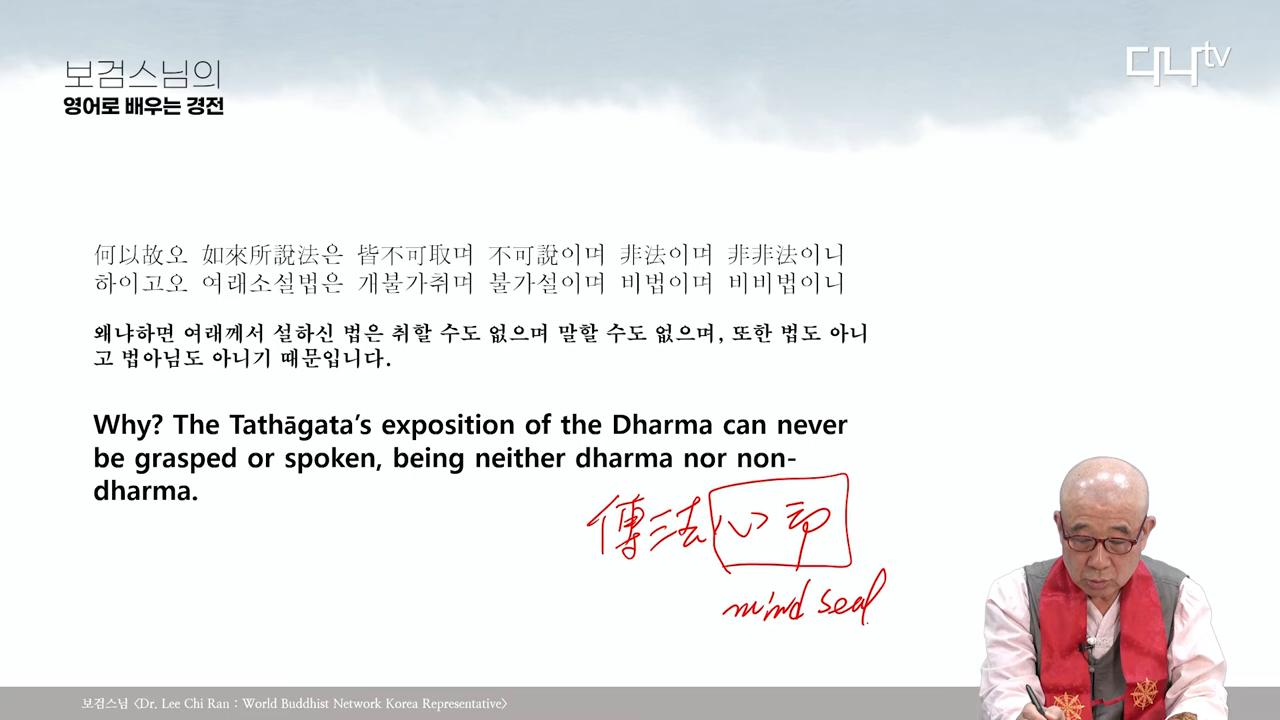 보검스님의
영어로 배우는 경전
다나tv
何以故오 如來所說法은 皆不可取며 不可說이며 非法이며 非非法이니
하이고오 여래소설법은 개불가취며 불가설이며 비법이며 비비법이니
왜냐하면 여래께서 설하신 법은 취할 수도 없으며 말할 수도 없으며, 또한 법도 아니
고 법아님도 아니기 때문입니다.
Why? The Tathāgata’s exposition of the Dharma can never
be grasped or spoken, being neither dharma nor non-
dharma.
傳法心印
mind seal
보검스님 <Dr. Lee Chi Ran : World Buddhist Network Korea Representative>